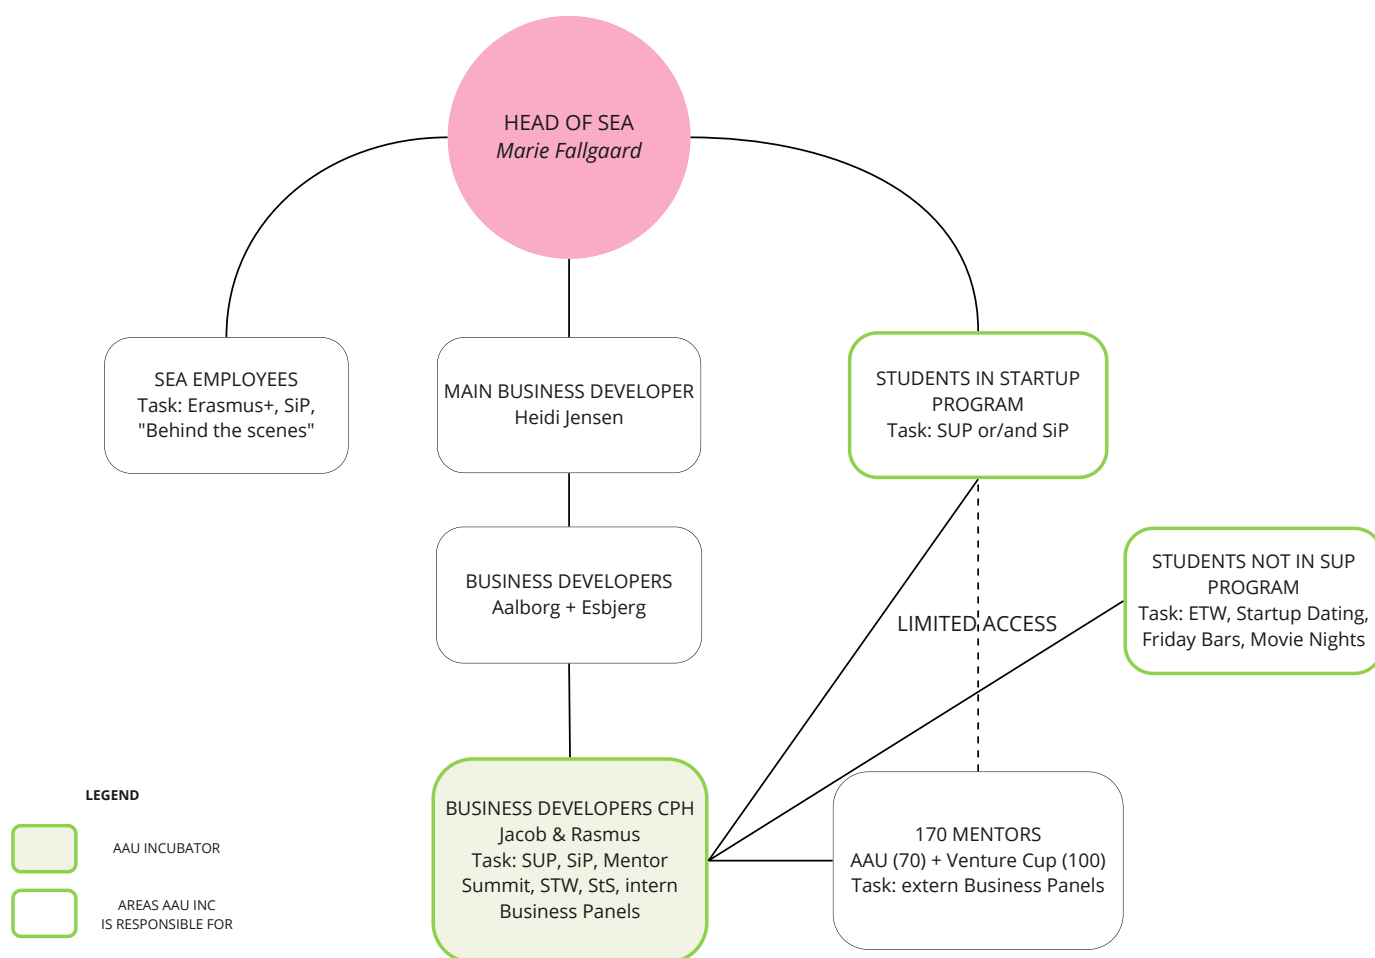 HEAD OF SEA
Marie Fallgaard
SEA EMPLOYEES
Task: Erasmus+, SiP,
"Behind the scenes"
MAIN BUSINESS DEVELOPER
Heidi Jensen
STUDENTS IN STARTUP
PROGRAM
Task: SUP or/and SiP
BUSINESS DEVELOPERS
Aalborg + Esbjerg
STUDENTS NOT IN SUP
PROGRAM
Task: ETW, Startup Dating,
Friday Bars, Movie Nights
LIMITED ACCESS
BUSINESS DEVELOPERS CPH
Jacob & Rasmus
Task: SUP, SiP, Mentor
Summit, STW, StS, intern
Business Panels
170 MENTORS
AAU (70) + Venture Cup (100)
Task: extern Business Panels
LEGEND
AAU INCUBATOR
AREAS AAU INC
IS RESPONSIBLE FOR